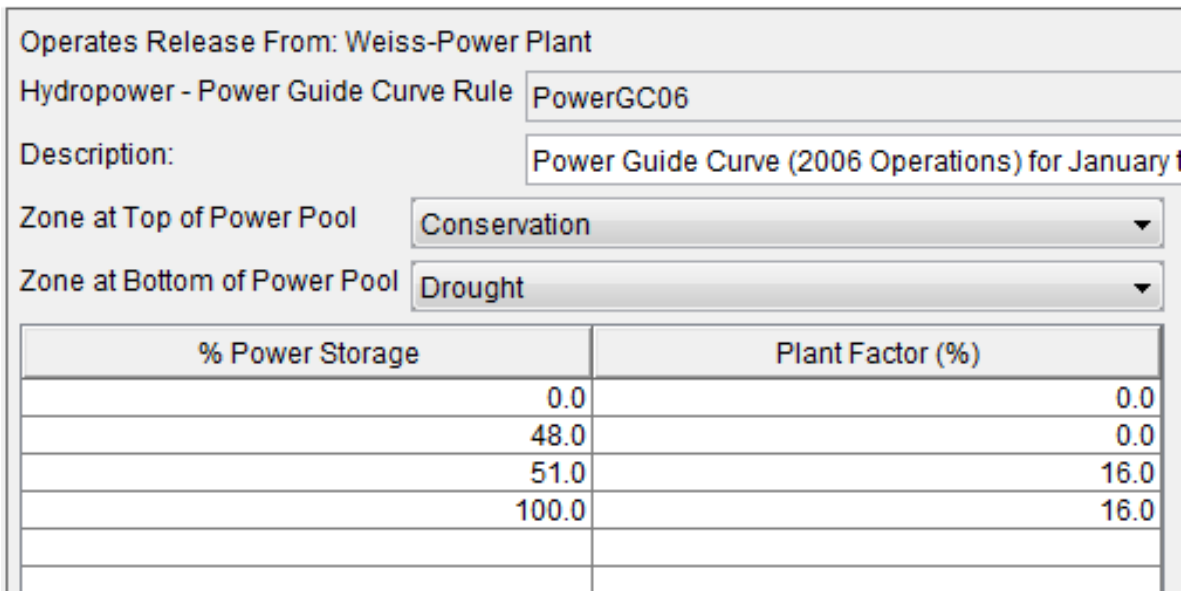 Operates Release From: Weiss-Power Plant
Hydropower - Power Guide Curve Rule PowerGC06
Description: Power Guide Curve (2006 Operations) for January
Zone at Top of Power Pool Conservation
Zone at Bottom of Power Pool Drought
% Power Storage Plant Factor (%)
0.0 0.0
48.0 0.0
51.0 16.0
100.0 16.0